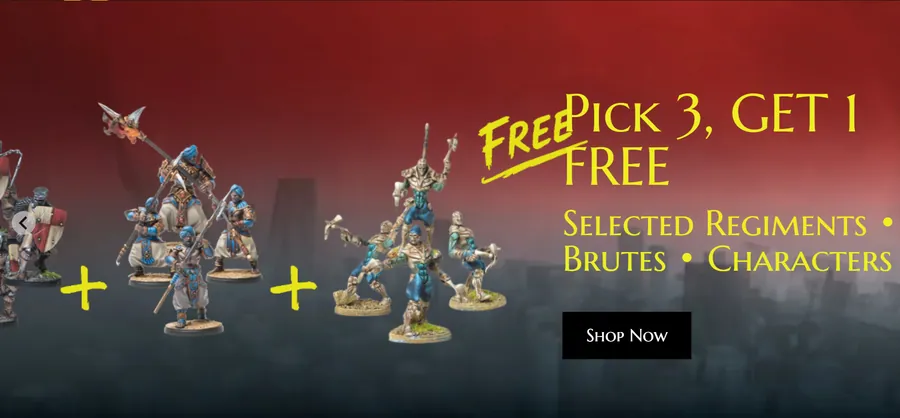 FREE
PICK 3, GET 1
FREE
SELECTED REGIMENTS •
BRUTES • CHARACTERS
SHOP NOW